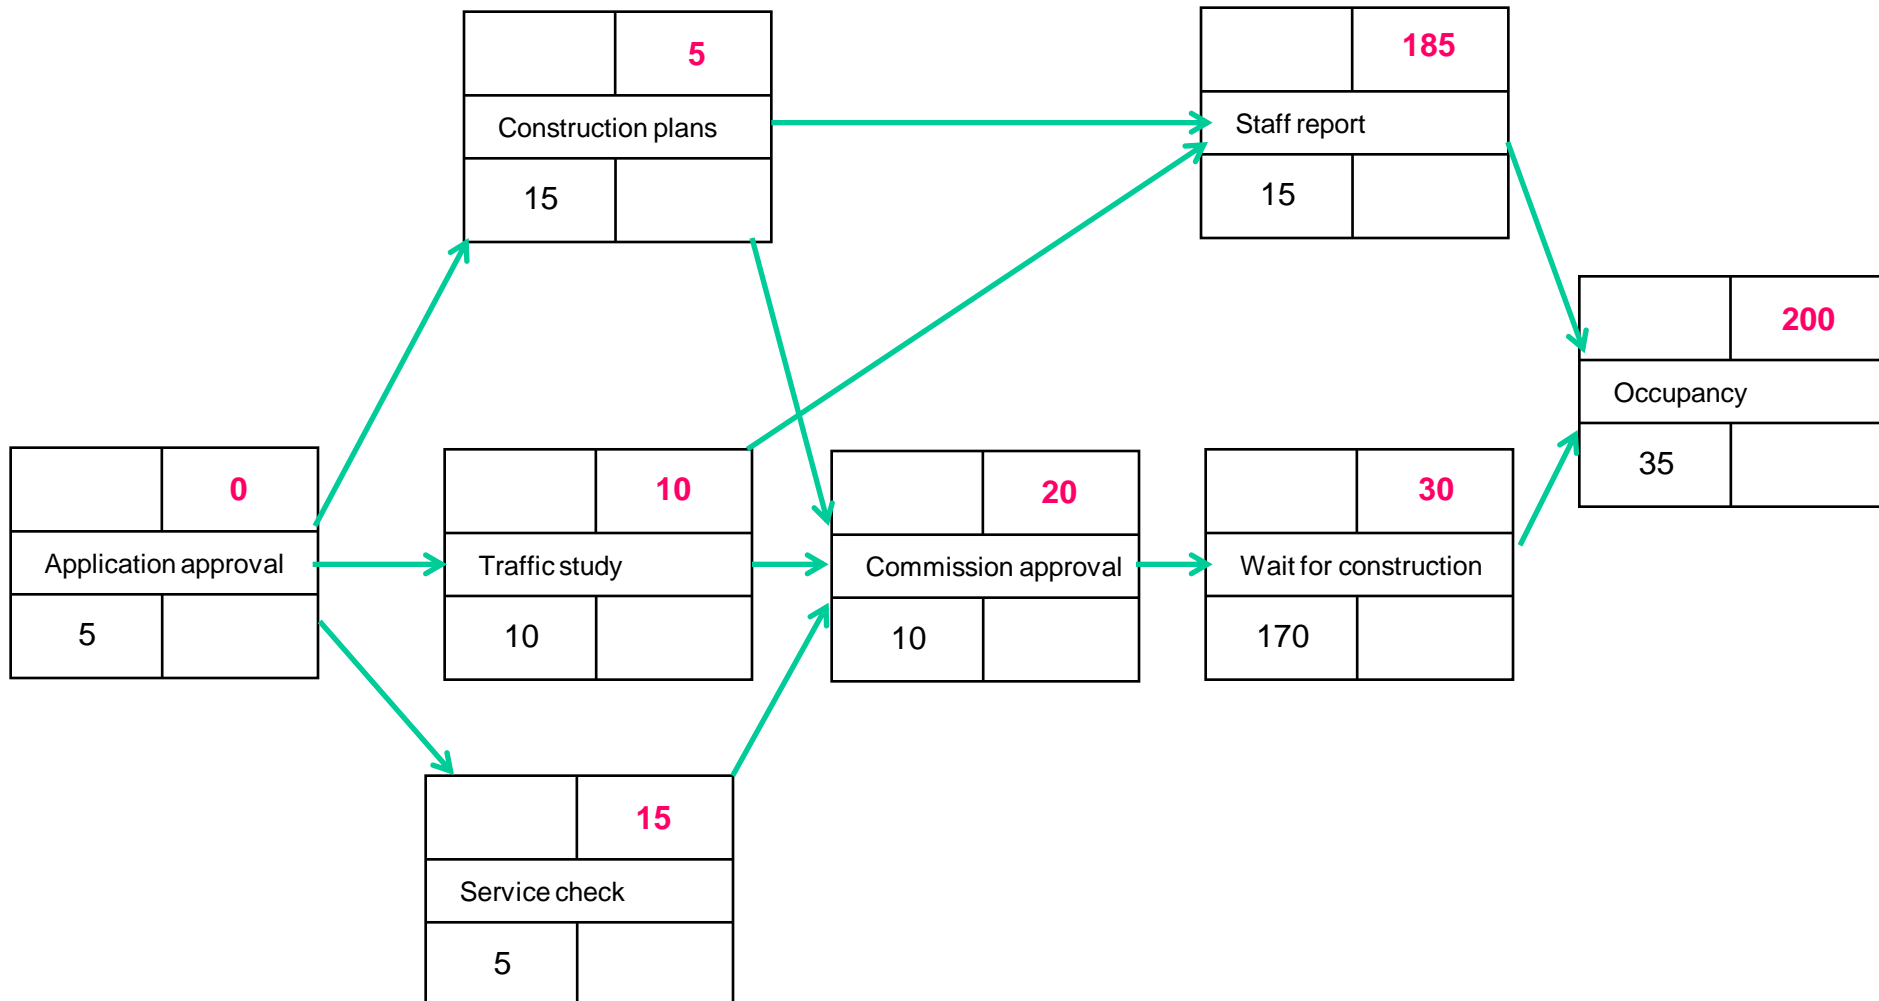 5
Construction plans
15
185
Staff report
15
200
Occupancy
35
0
Application approval
5
10
Traffic study
10
20
Commission approval
10
30
Wait for construction
170
15
Service check
5